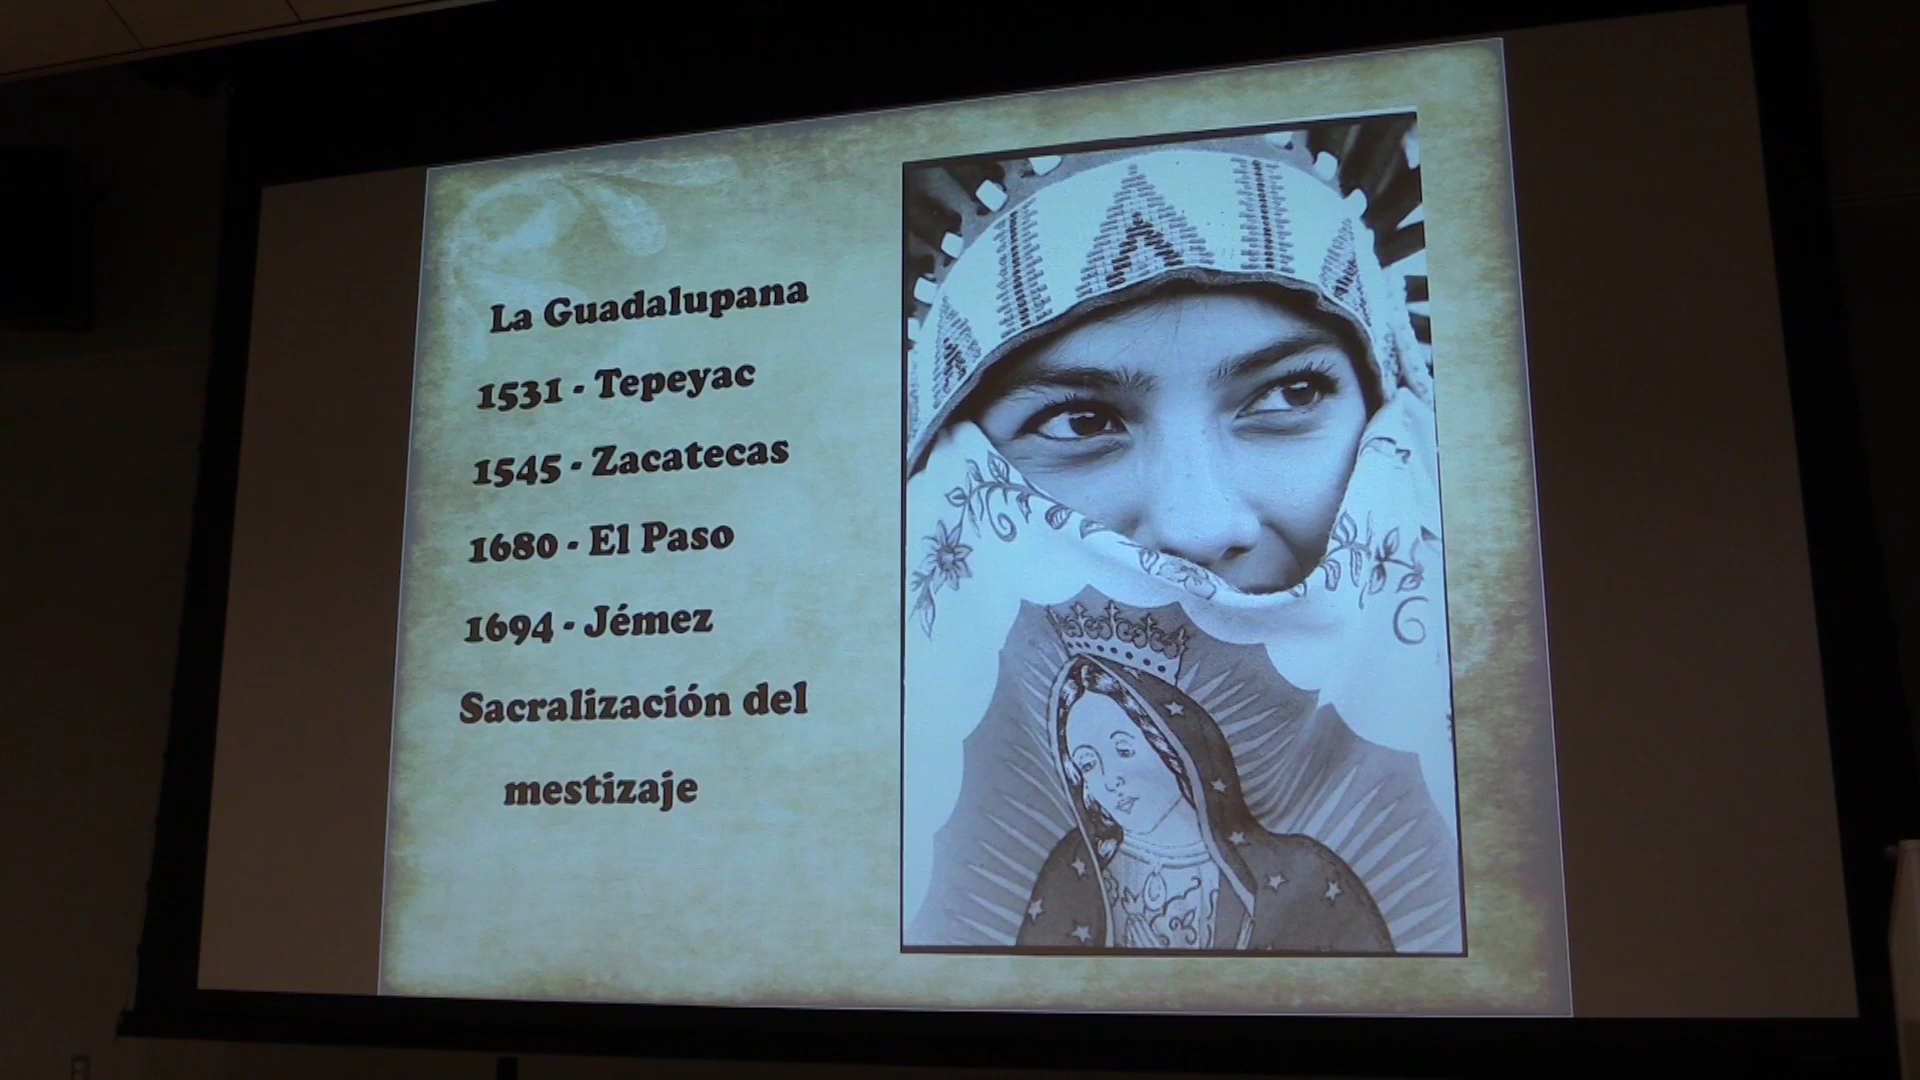 La Guadalupana
1531 - Tepeyac
1545 - Zacatecas
1680 - El Paso
1694 - Jémez
Sacralización del
mestizaje